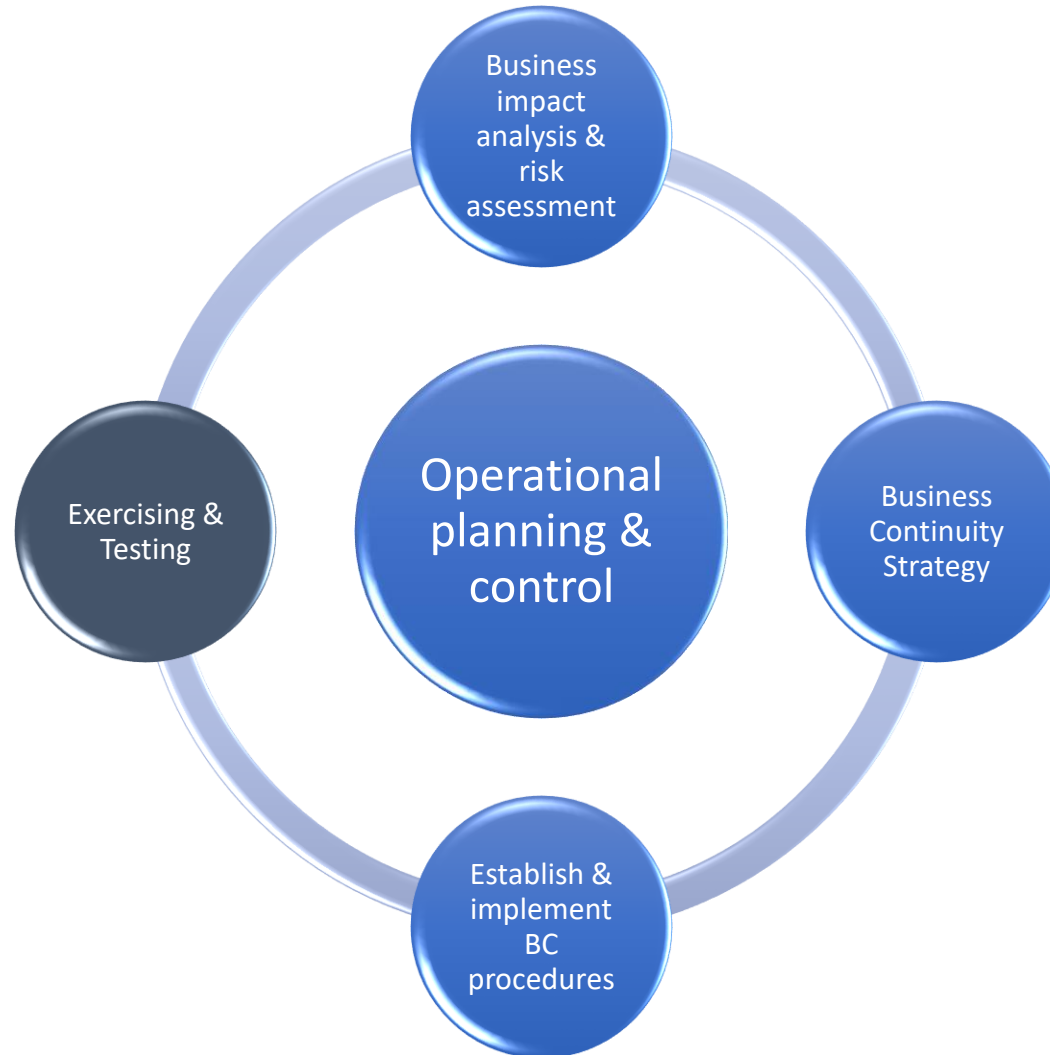 Business
impact
analysis &
risk
assessment
Operational
planning &
control
Exercising &
Testing
Business
Continuity
Strategy
Establish &
implement
BC
procedures